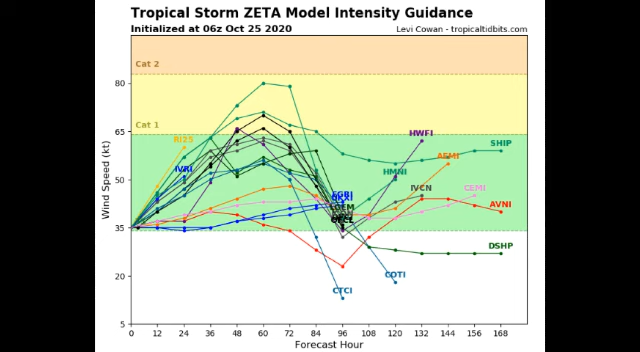 Tropical Storm ZETA Model Intensity Guidance
Initialized at 06z Oct 25 2020
Levi Cowan - tropicaltidbits.com
Cat 2
Cat 1
RI25
IVRI
HWFI
SHIP
AEMI
HMNI
IVCN
CEMI
AVNI
DSHP
COTI
CTCI
Wind Speed (kt)
80
65
50
35
20
5
0 12 24 36 48 60 72 84 96 108 120 132 144 156 168
Forecast Hour